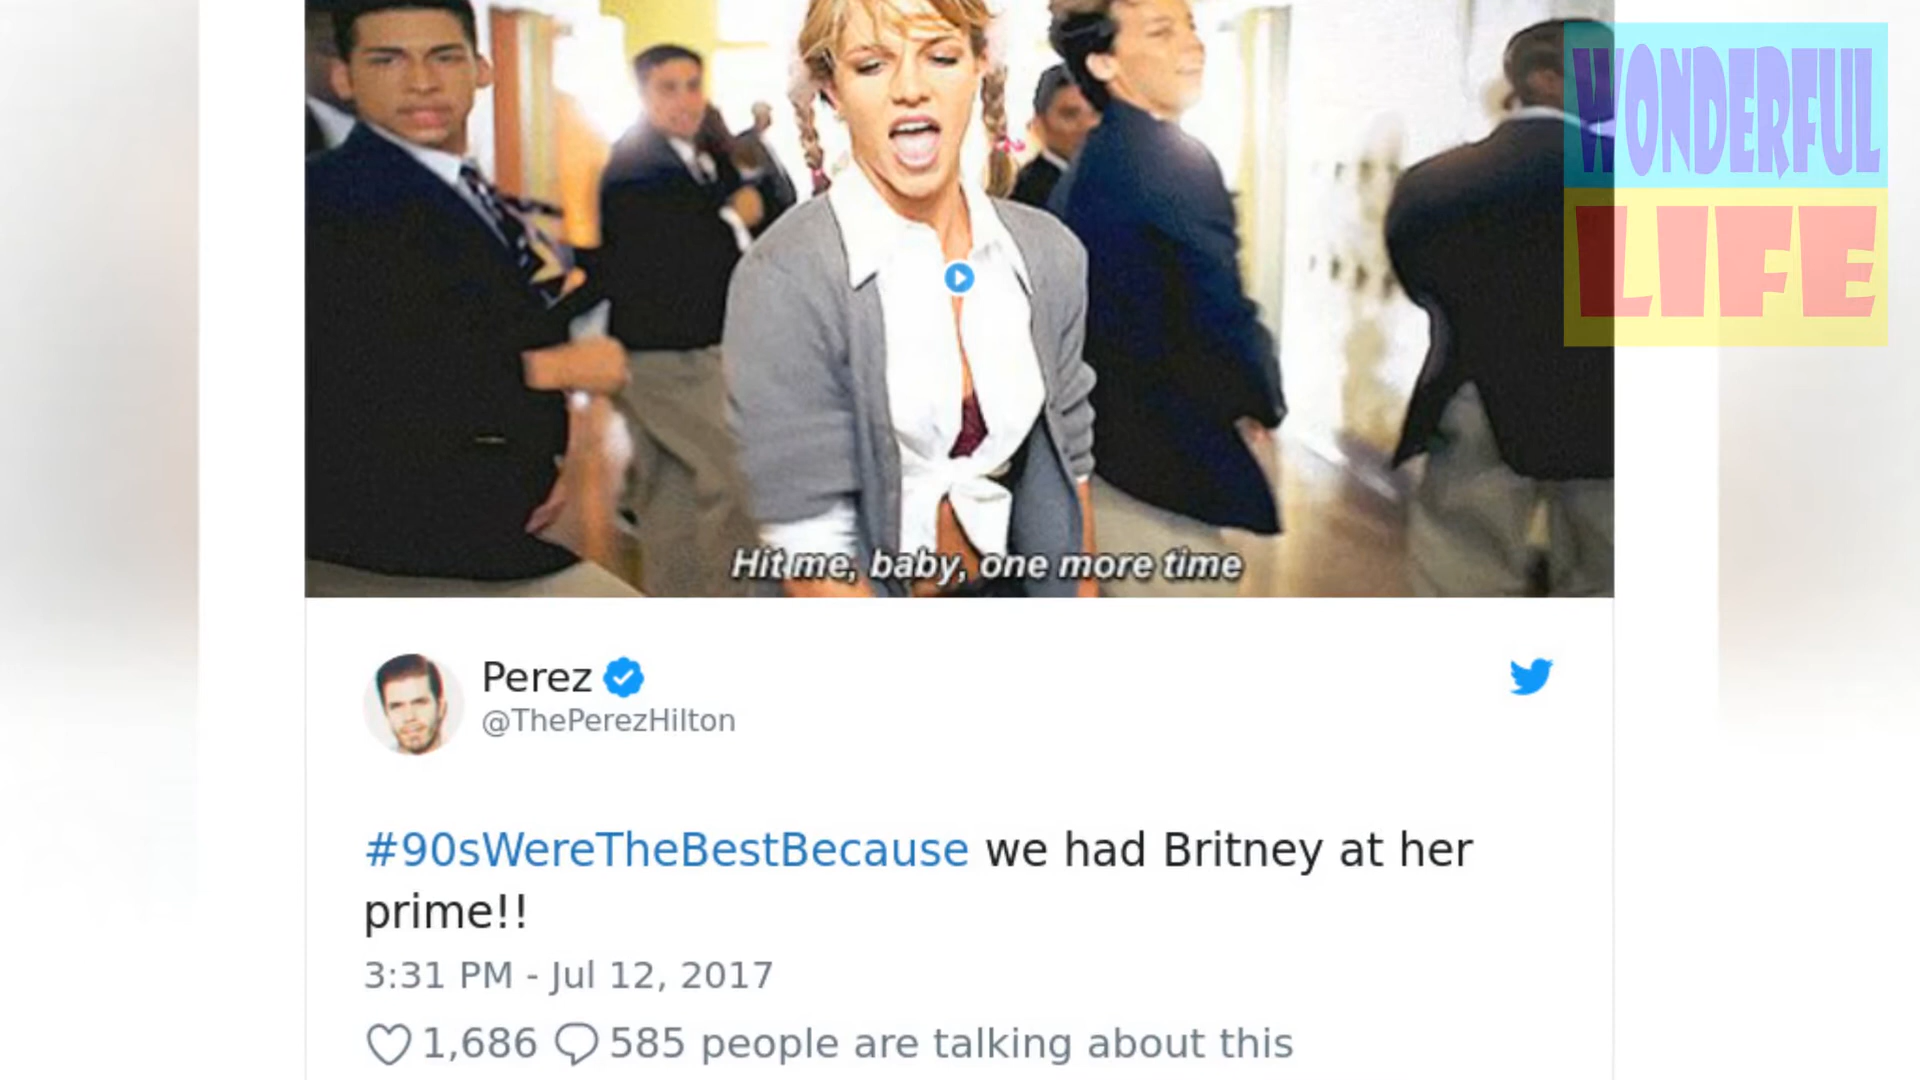 WONDERFUL
LIFE
Hit me, baby, one more time
Perez
@ThePerezHilton
#90sWereTheBestBecause we had Britney at her
prime!!
3:31 PM - Jul 12, 2017
1,686 585 people are talking about this